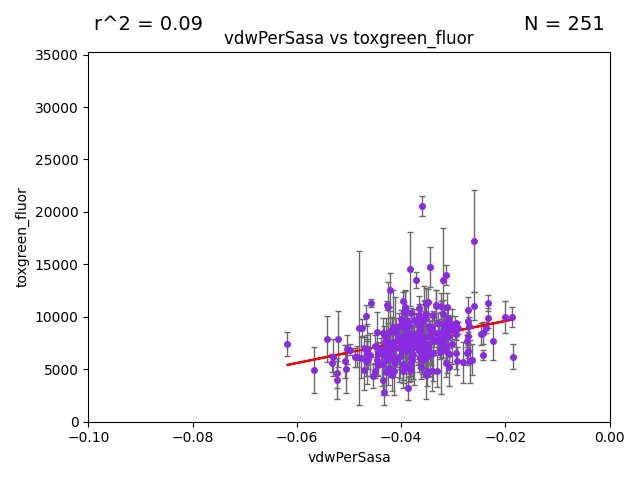 r^2 = 0.09
N = 251
vdwPerSasa vs toxgreen_fluor
35000
30000
25000
20000
15000
10000
5000
0
toxgreen_fluor
−0.10
−0.08
−0.06
−0.04
−0.02
0.00
vdwPerSasa